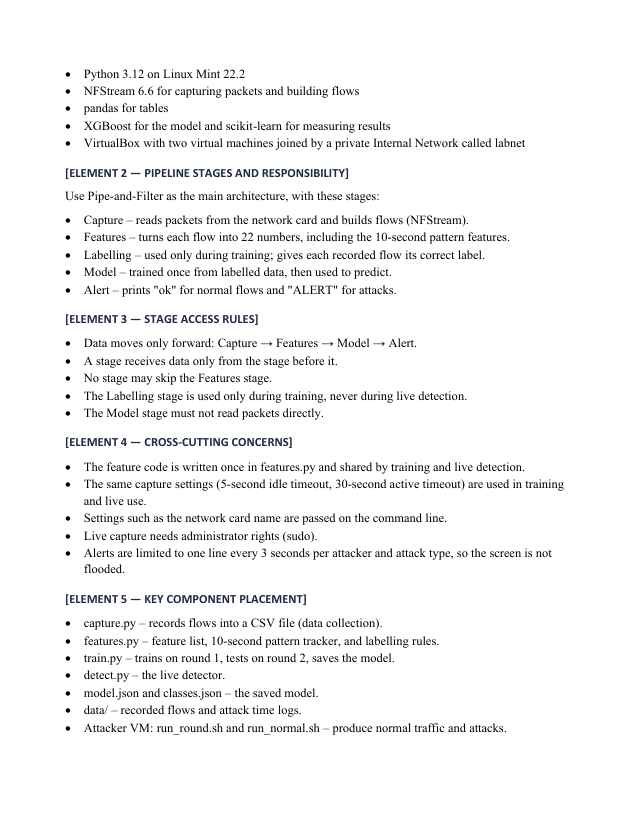 • Python 3.12 on Linux Mint 22.2
• NFStream 6.6 for capturing packets and building flows
• pandas for tables
• XGBoost for the model and scikit-learn for measuring results
• VirtualBox with two virtual machines joined by a private Internal Network called labnet
[ELEMENT 2 — PIPELINE STAGES AND RESPONSIBILITY]
Use Pipe-and-Filter as the main architecture, with these stages:
• Capture – reads packets from the network card and builds flows (NFStream).
• Features – turns each flow into 22 numbers, including the 10-second pattern features.
• Labelling – used only during training; gives each recorded flow its correct label.
• Model – trained once from labelled data, then used to predict.
• Alert – prints "ok" for normal flows and "ALERT" for attacks.
[ELEMENT 3 — STAGE ACCESS RULES]
• Data moves only forward: Capture → Features → Model → Alert.
• A stage receives data only from the stage before it.
• No stage may skip the Features stage.
• The Labelling stage is used only during training, never during live detection.
• The Model stage must not read packets directly.
[ELEMENT 4 — CROSS-CUTTING CONCERNS]
• The feature code is written once in features.py and shared by training and live detection.
• The same capture settings (5-second idle timeout, 30-second active timeout) are used in training
and live use.
• Settings such as the network card name are passed on the command line.
• Live capture needs administrator rights (sudo).
• Alerts are limited to one line every 3 seconds per attacker and attack type, so the screen is not
flooded.
[ELEMENT 5 — KEY COMPONENT PLACEMENT]
• capture.py – records flows into a CSV file (data collection).
• features.py – feature list, 10-second pattern tracker, and labelling rules.
• train.py – trains on round 1, tests on round 2, saves the model.
• detect.py – the live detector.
• model.json and classes.json – the saved model.
• data/ – recorded flows and attack time logs.
• Attacker VM: run_round.sh and run_normal.sh – produce normal traffic and attacks.